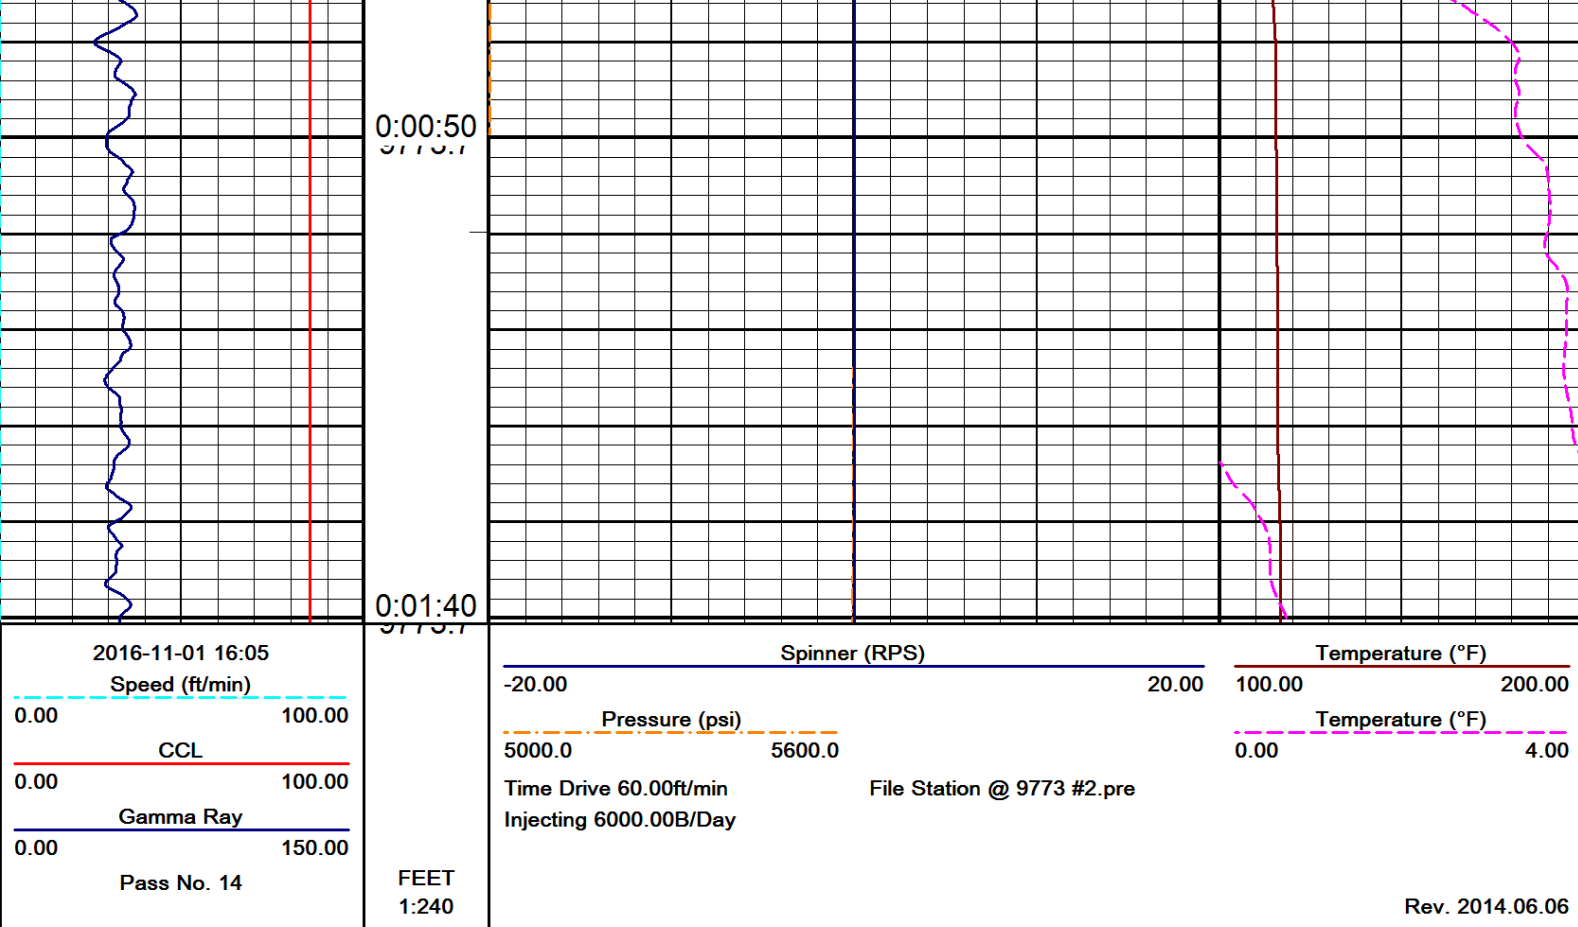 0:00:50
0:01:40
2016-11-01 16:05
Speed (ft/min)
0.00 100.00
CCL
0.00 100.00
Gamma Ray
0.00 150.00
Pass No. 14
FEET
1:240
Spinner (RPS)
-20.00 20.00
Pressure (psi)
5000.0 5600.0
Time Drive 60.00ft/min File Station @ 9773 #2.pre
Injecting 6000.00B/Day
Temperature (°F)
100.00 200.00
Temperature (°F)
0.00 4.00
Rev. 2014.06.06